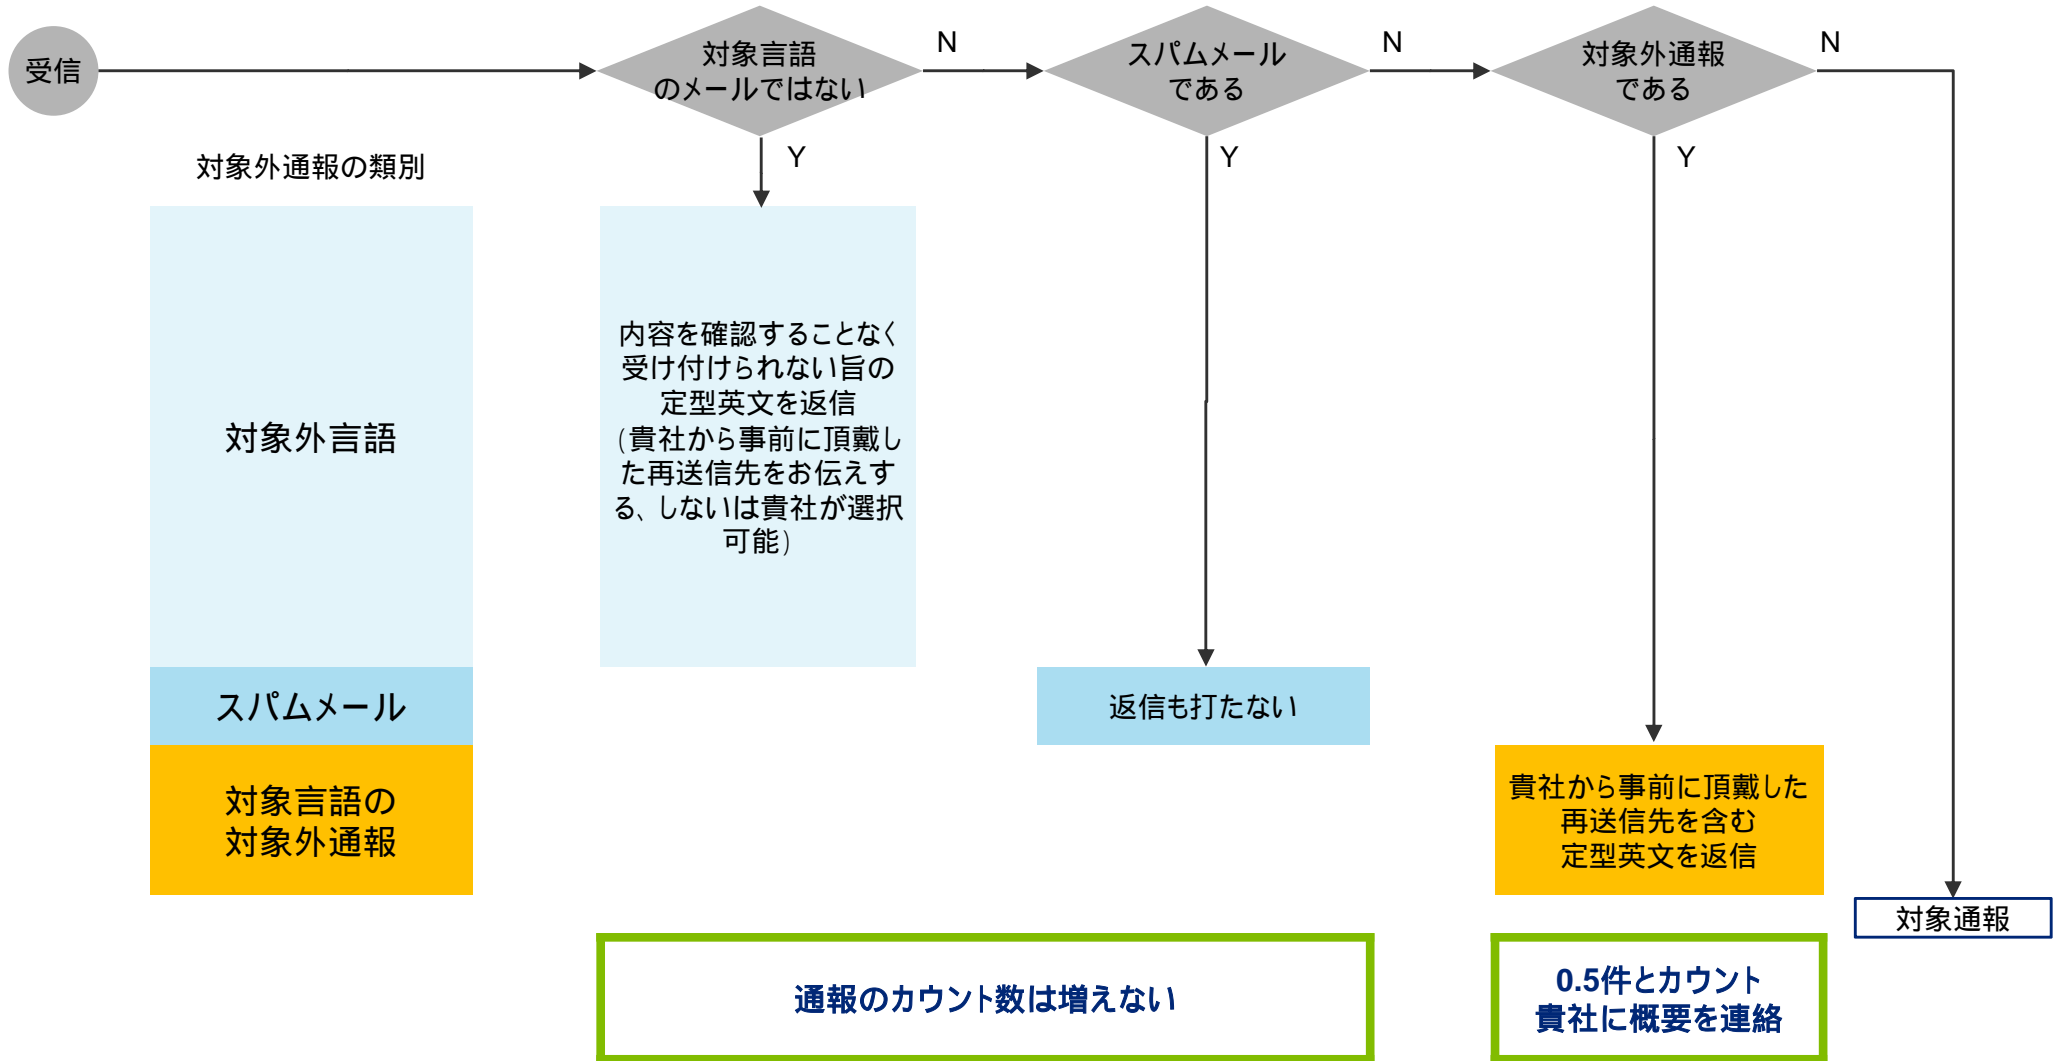 受信
対象言語
のメールではない
N
スパムメール
である
N
対象外通報
である
N
対象外通報の類別
Y
Y
Y
対象外言語
内容を確認することなく
受け付けられない旨の
定型英文を返信
(貴社から事前に頂戴し
た再送信先をお伝えす
る、しないは貴社が選択
可能)
スパムメール
返信も打たない
対象言語の
対象外通報
貴社から事前に頂戴した
再送信先を含む
定型英文を返信
対象通報
通報のカウント数は増えない
0.5件とカウント
貴社に概要を連絡